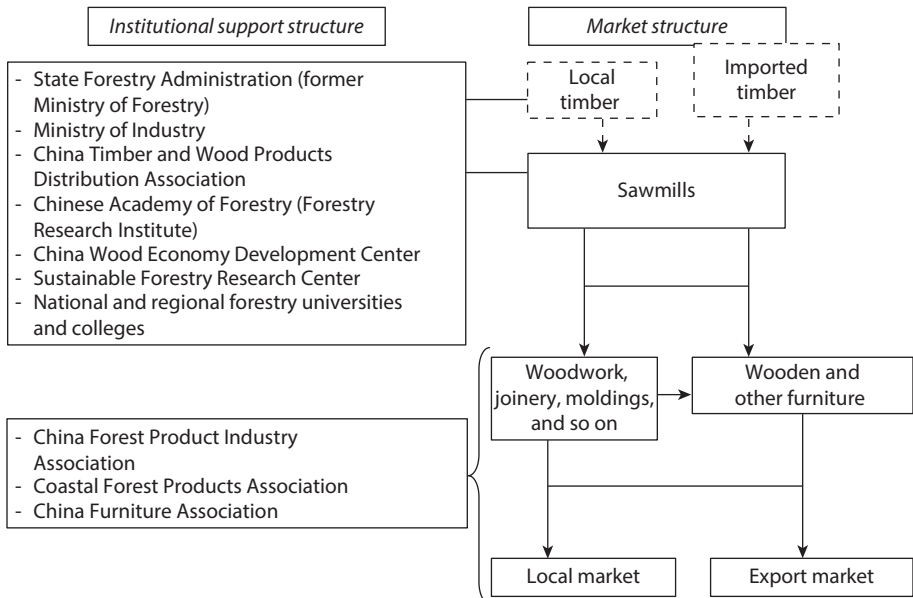 Institutional support structure
Market structure
- State Forestry Administration (former
Ministry of Forestry)
- Ministry of Industry
- China Timber and Wood Products
Distribution Association
- Chinese Academy of Forestry (Forestry
Research Institute)
- China Wood Economy Development Center
- Sustainable Forestry Research Center
- National and regional forestry universities
and colleges
Local
timber
Imported
timber
Sawmills
Woodwork,
joinery, moldings,
and so on
Wooden and
other furniture
- China Forest Product Industry
Association
- Coastal Forest Products Association
- China Furniture Association
Local market
Export market